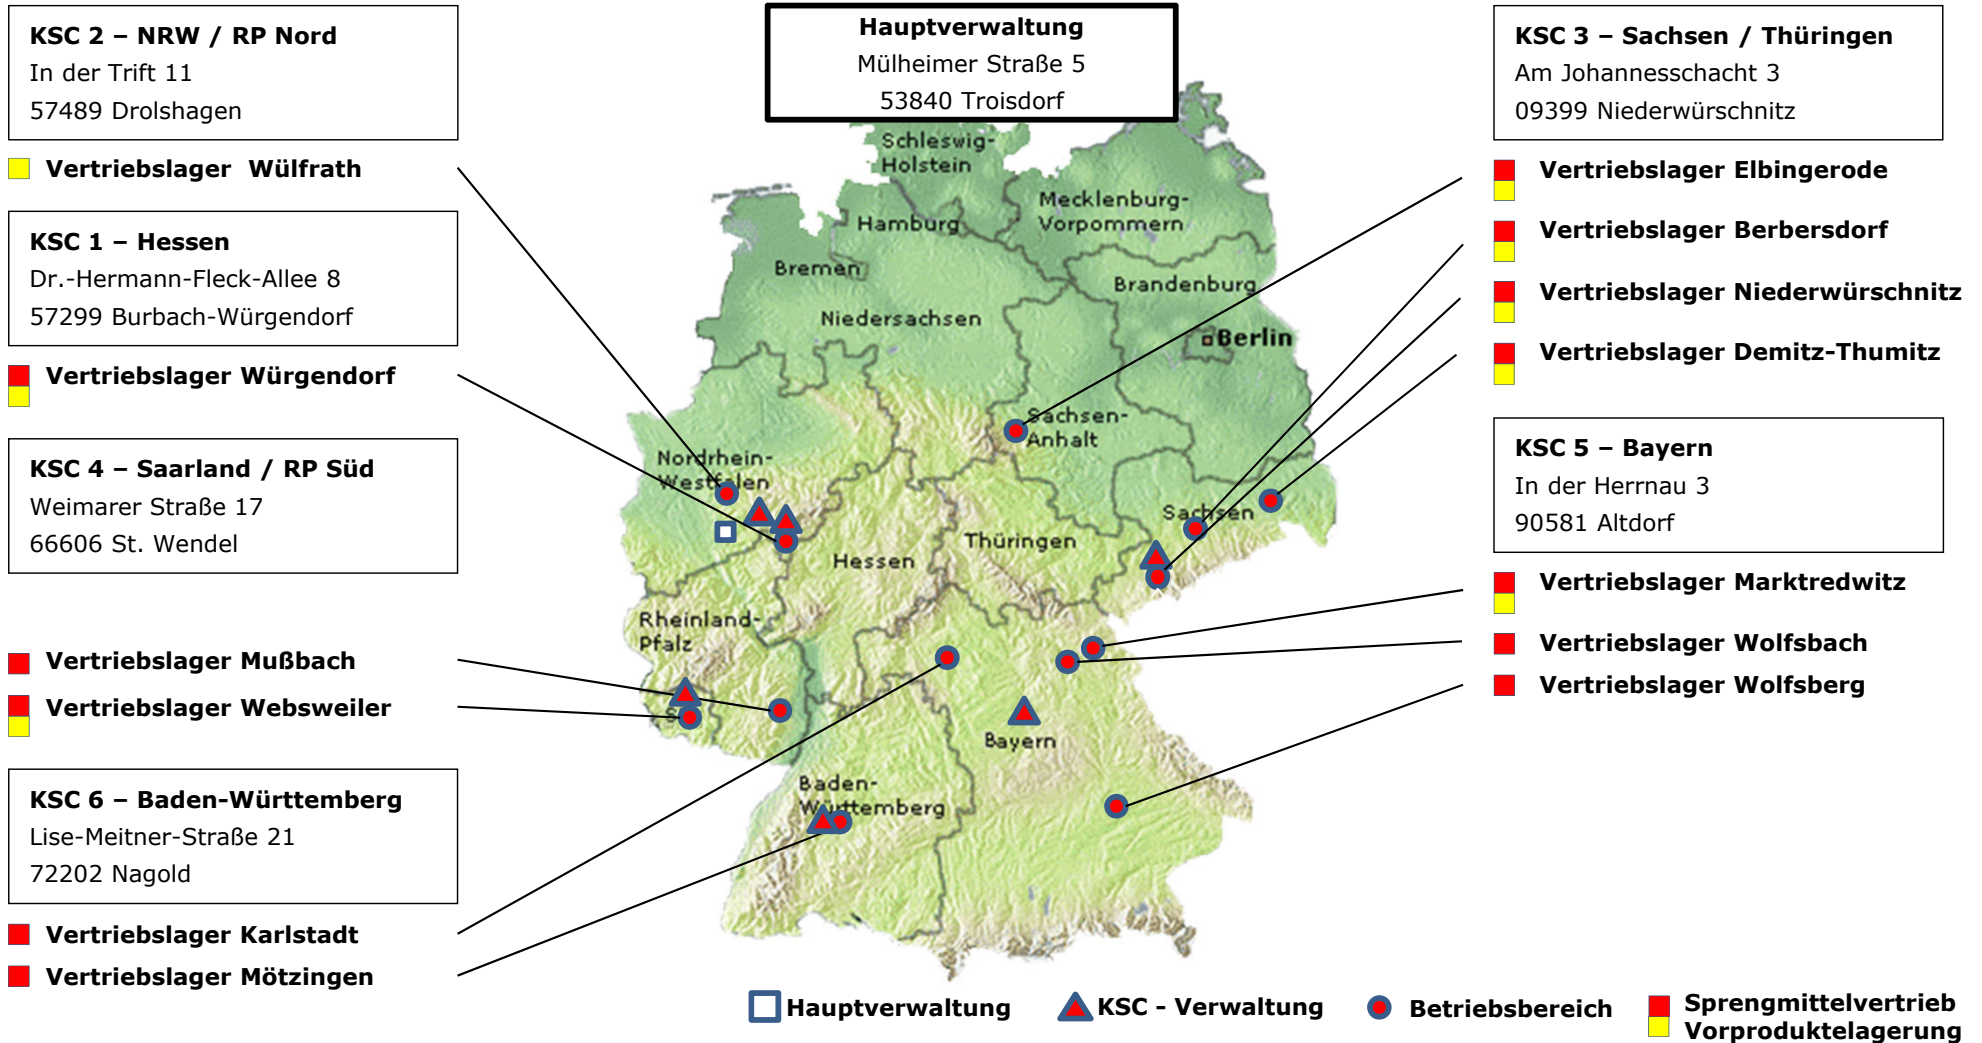 KSC 2 – NRW / RP Nord
In der Trift 11
57489 Drolshagen
Vertriebslager  Wülfrath
KSC 1 – Hessen
Dr.-Hermann-Fleck-Allee 8
57299 Burbach-Würgendorf
Vertriebslager Würgendorf
KSC 4 – Saarland / RP Süd
Weimarer Straße 17
66606 St. Wendel
Vertriebslager Mußbach
Vertriebslager Websweiler
KSC 6 – Baden-Württemberg
Lise-Meitner-Straße 21
72202 Nagold
Vertriebslager Karlstadt
Vertriebslager Mötzingen
Hauptverwaltung
Mülheimer Straße 5
53840 Troisdorf
Schleswig-
Holstein
Mecklenburg-
Vorpommern
Hamburg
Bremen
Brandenburg
Niedersachsen
Berlin
Sachsen-
Anhalt
Nordrhein-
Westfalen
Sachsen
Thüringen
Hessen
Rheinland-
Pfalz
Bayern
Baden-
Württemberg
KSC 3 – Sachsen / Thüringen
Am Johannesschacht 3
09399 Niederwürschnitz
Vertriebslager Elbingerode
Vertriebslager Berbersdorf
Vertriebslager Niederwürschnitz
Vertriebslager Demitz-Thumitz
KSC 5 – Bayern
In der Herrnau 3
90581 Altdorf
Vertriebslager Marktredwitz
Vertriebslager Wolfsbach
Vertriebslager Wolfsberg
Hauptverwaltung
KSC - Verwaltung
Betriebsbereich
Sprengmittelvertrieb
Vorproduktelagerung